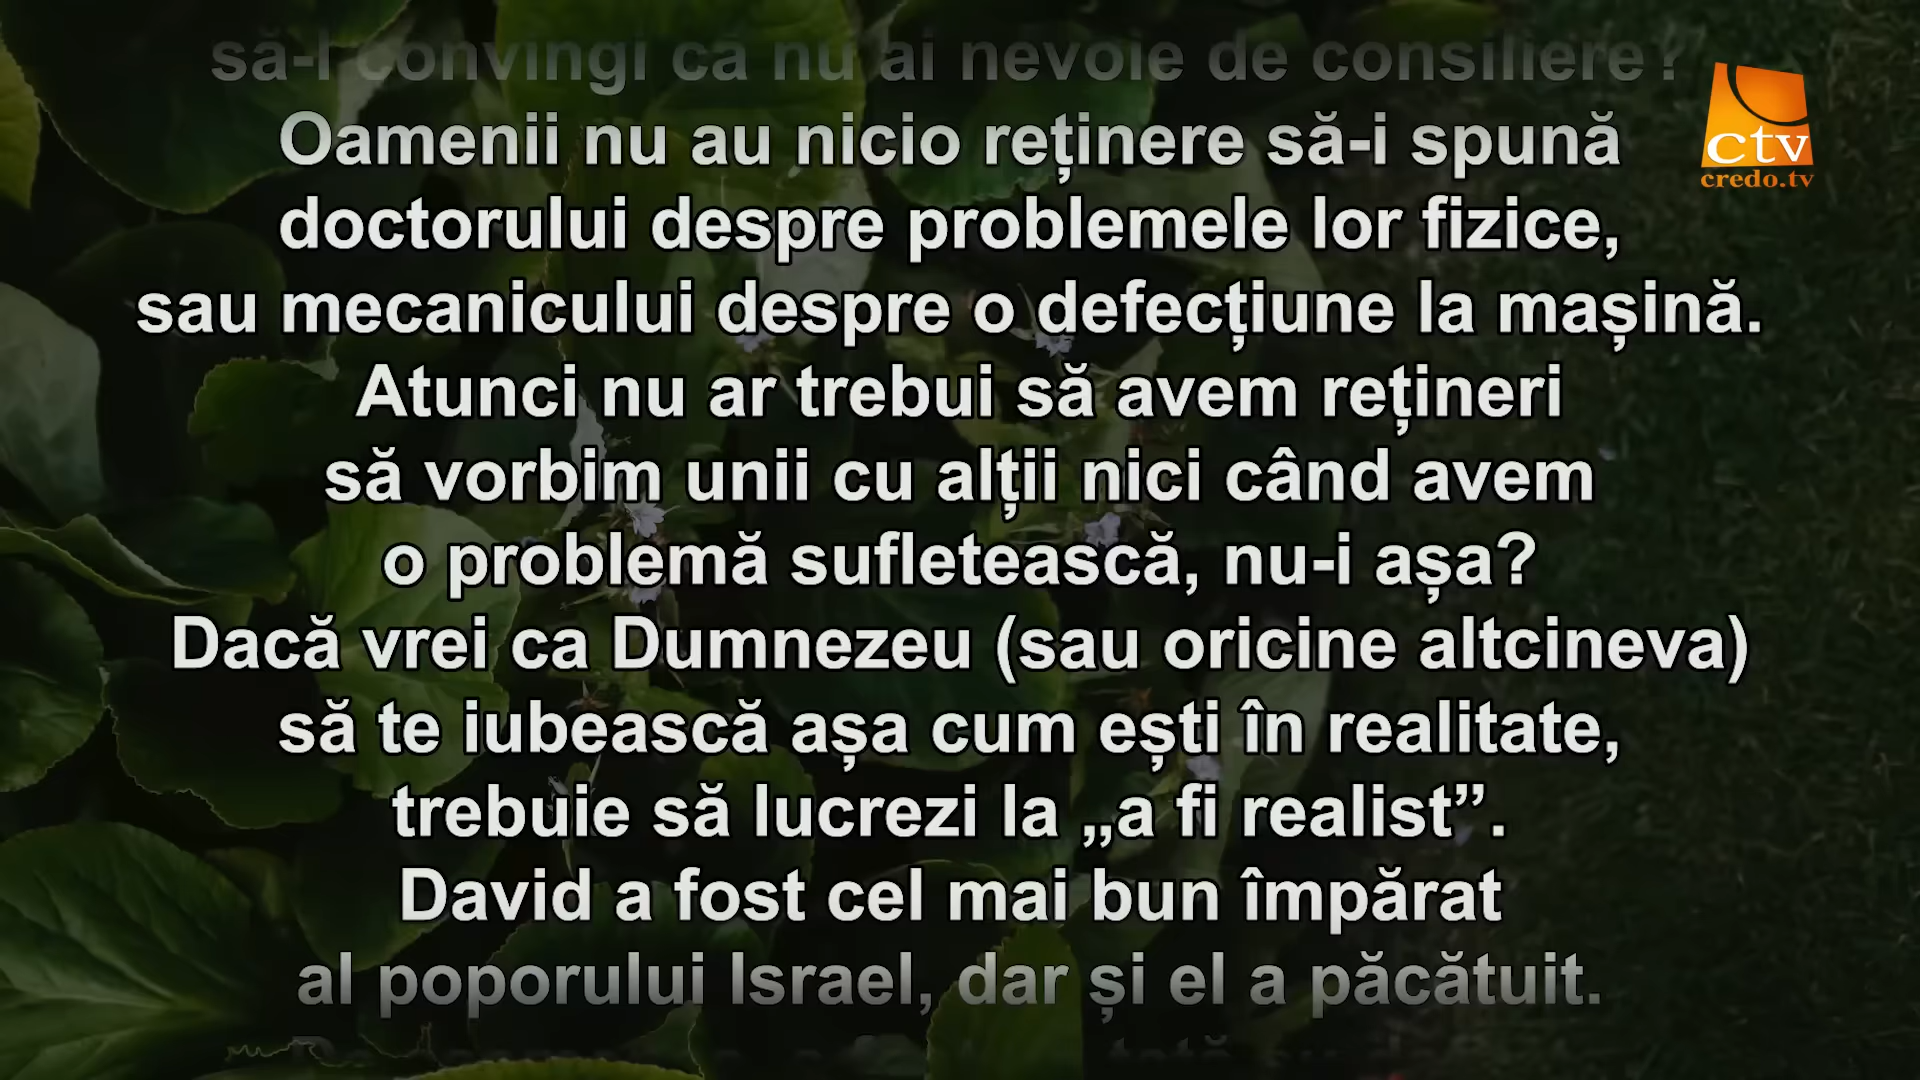 să-l convingi că nu ai nevoie de consiliere?
Oamenii nu au nicio reținere să-i spună
doctorului despre problemele lor fizice,
sau mecanicului despre o defecțiune la mașină.
Atunci nu ar trebui să avem rețineri
să vorbim unii cu alții nici când avem
o problemă sufletească, nu-i așa?
Dacă vrei ca Dumnezeu (sau oricine altcineva)
să te iubească așa cum ești în realitate,
trebuie să lucrezi la „a fi realist”.
David a fost cel mai bun împărat
al poporului Israel, dar și el a păcătuit.
ctv
credo.tv